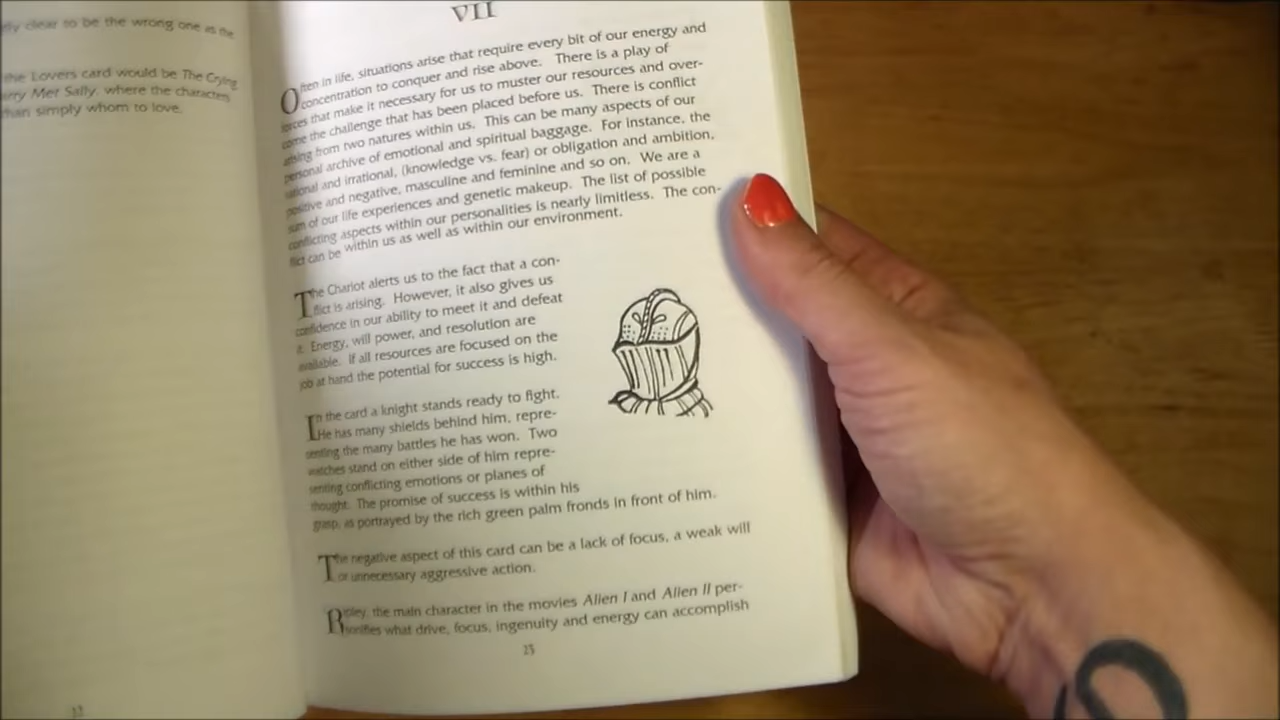 clear to be the wrong one as the
the Lovers card would be The Crying
Met Sally, where the characters
than simply whom to love.
VII
Often in life, situations arise that require every bit of our energy and
concentration to conquer and rise above. There is a play of
forces that make it necessary for us to muster our resources and over-
come the challenge that has been placed before us. There is conflict
arising from two natures within us. This can be many aspects of our
personal archive of emotional and spiritual baggage. For instance, the
rational and irrational, (knowledge vs. fear) or obligation and ambition,
positive and negative, masculine and feminine and so on. We are a
sum of our life experiences and genetic makeup. The list of possible
conflicting aspects within our personalities is nearly limitless. The con-
flict can be within us as well as within our environment.
The Chariot alerts us to the fact that a con-
flict is arising. However, it also gives us
confidence in our ability to meet it and defeat
it. Energy, will power, and resolution are
available. If all resources are focused on the
job at hand the potential for success is high.
In the card a knight stands ready to fight.
He has many shields behind him, repre-
senting the many battles he has won. Two
watches stand on either side of him repre-
senting conflicting emotions or planes of
thought. The promise of success is within his
grasp, as portrayed by the rich green palm fronds in front of him.
The negative aspect of this card can be a lack of focus, a weak will
or unnecessary aggressive action.
Ripley, the main character in the movies Alien I and Alien II per-
sonifies what drive, focus, ingenuity and energy can accomplish